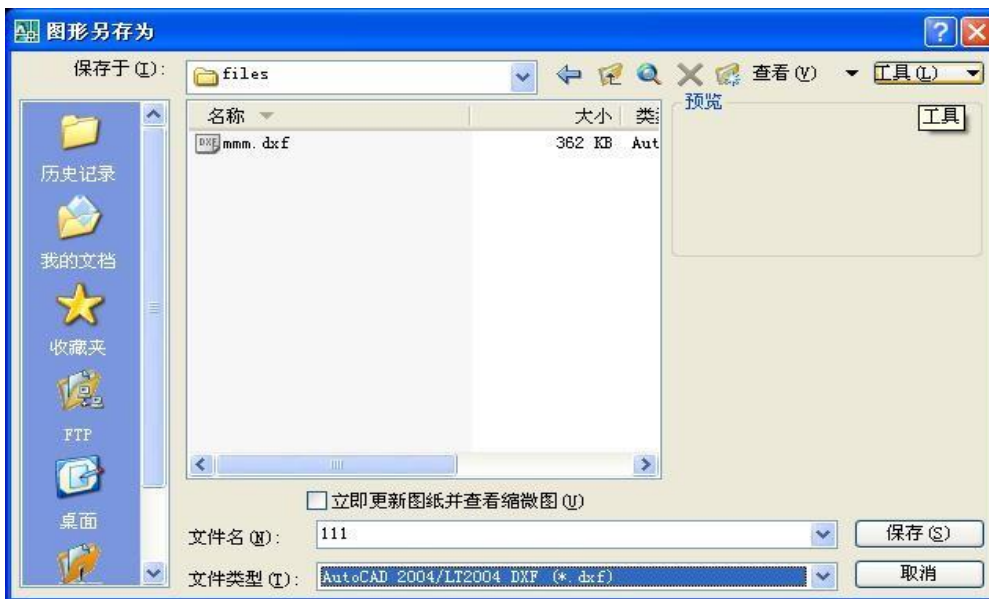 图形另存为
保存于(I):
files
查看(V)
工具(L)
名称
大小
类
预览
工具
mmm.dxf
362 KB
Aut
历史记录
我的文档
收藏夹
FTP
桌面
立即更新图纸并查看缩微图(U)
文件名(N):
111
保存(S)
文件类型(T):
AutoCAD 2004/LT2004 DXF (*.dxf)
取消